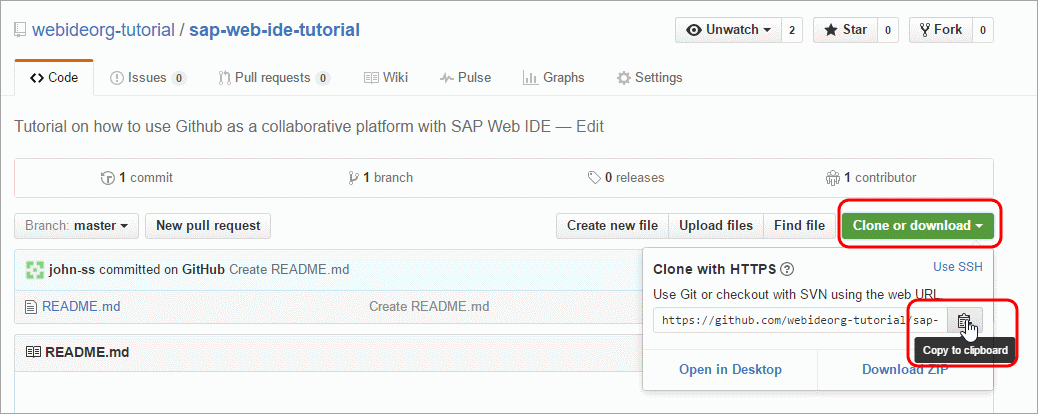 webideorg-tutorial / sap-web-ide-tutorial
Unwatch 2 Star 0 Fork 0
Code Issues 0 Pull requests 0 Wiki Pulse Graphs Settings
Tutorial on how to use Github as a collaborative platform with SAP Web IDE — Edit
1 commit 1 branch 0 releases 1 contributor
Branch: master New pull request Create new file Upload files Find file Clone or download
john-ss committed on GitHub Create README.md
README.md Create README.md
README.md
Clone with HTTPS ? Use SSH
Use Git or checkout with SVN using the web URL.
https://github.com/webideorg-tutorial/sap-
Copy to clipboard
Open in Desktop Download ZIP